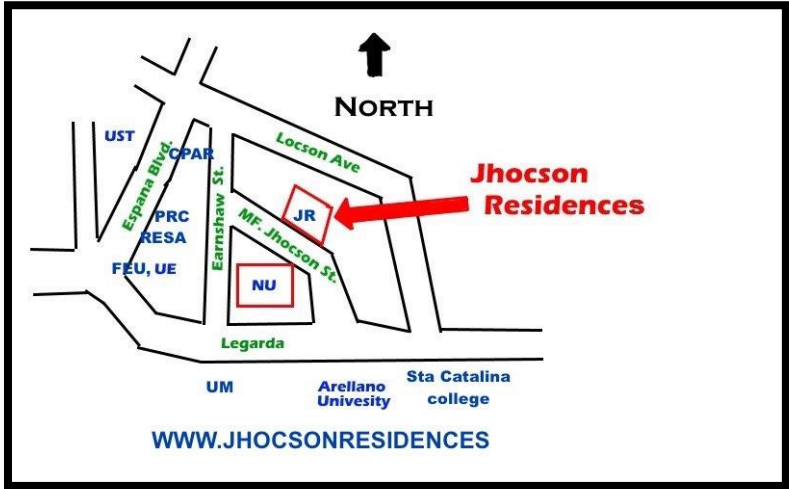 NORTH
UST
Espana Blvd.
CPAR
Locson Ave
Jhocson
Residences
Earnshaw St.
PRC
RESA
JR
MF. Jhocson St.
FEU, UE
NU
Legarda
UM
Arellano
Univesity
Sta Catalina
college
WWW.JHOCSONRESIDENCES